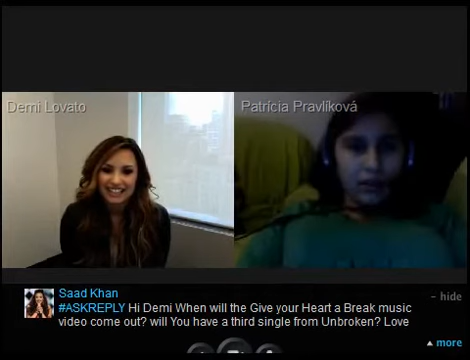 Demi Lovato
Patrícia Pravlíková
Saad Khan
– hide
#ASKREPLY Hi Demi When will the Give your Heart a Break music
video come out? will You have a third single from Unbroken? Love
more